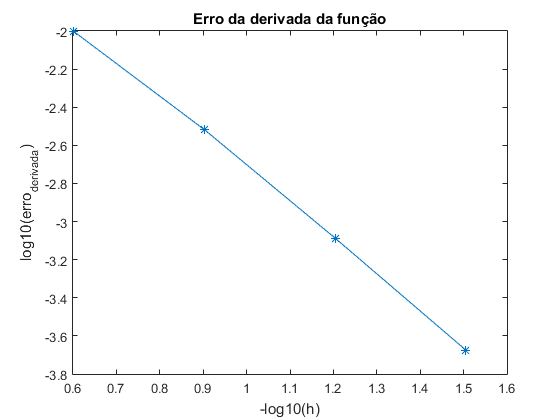 Erro da derivada da função
-2
-2.2
-2.4
-2.6
-2.8
-3
-3.2
-3.4
-3.6
-3.8
log10(erro_derivada)
0.6 0.7 0.8 0.9 1 1.1 1.2 1.3 1.4 1.5 1.6
-log10(h)